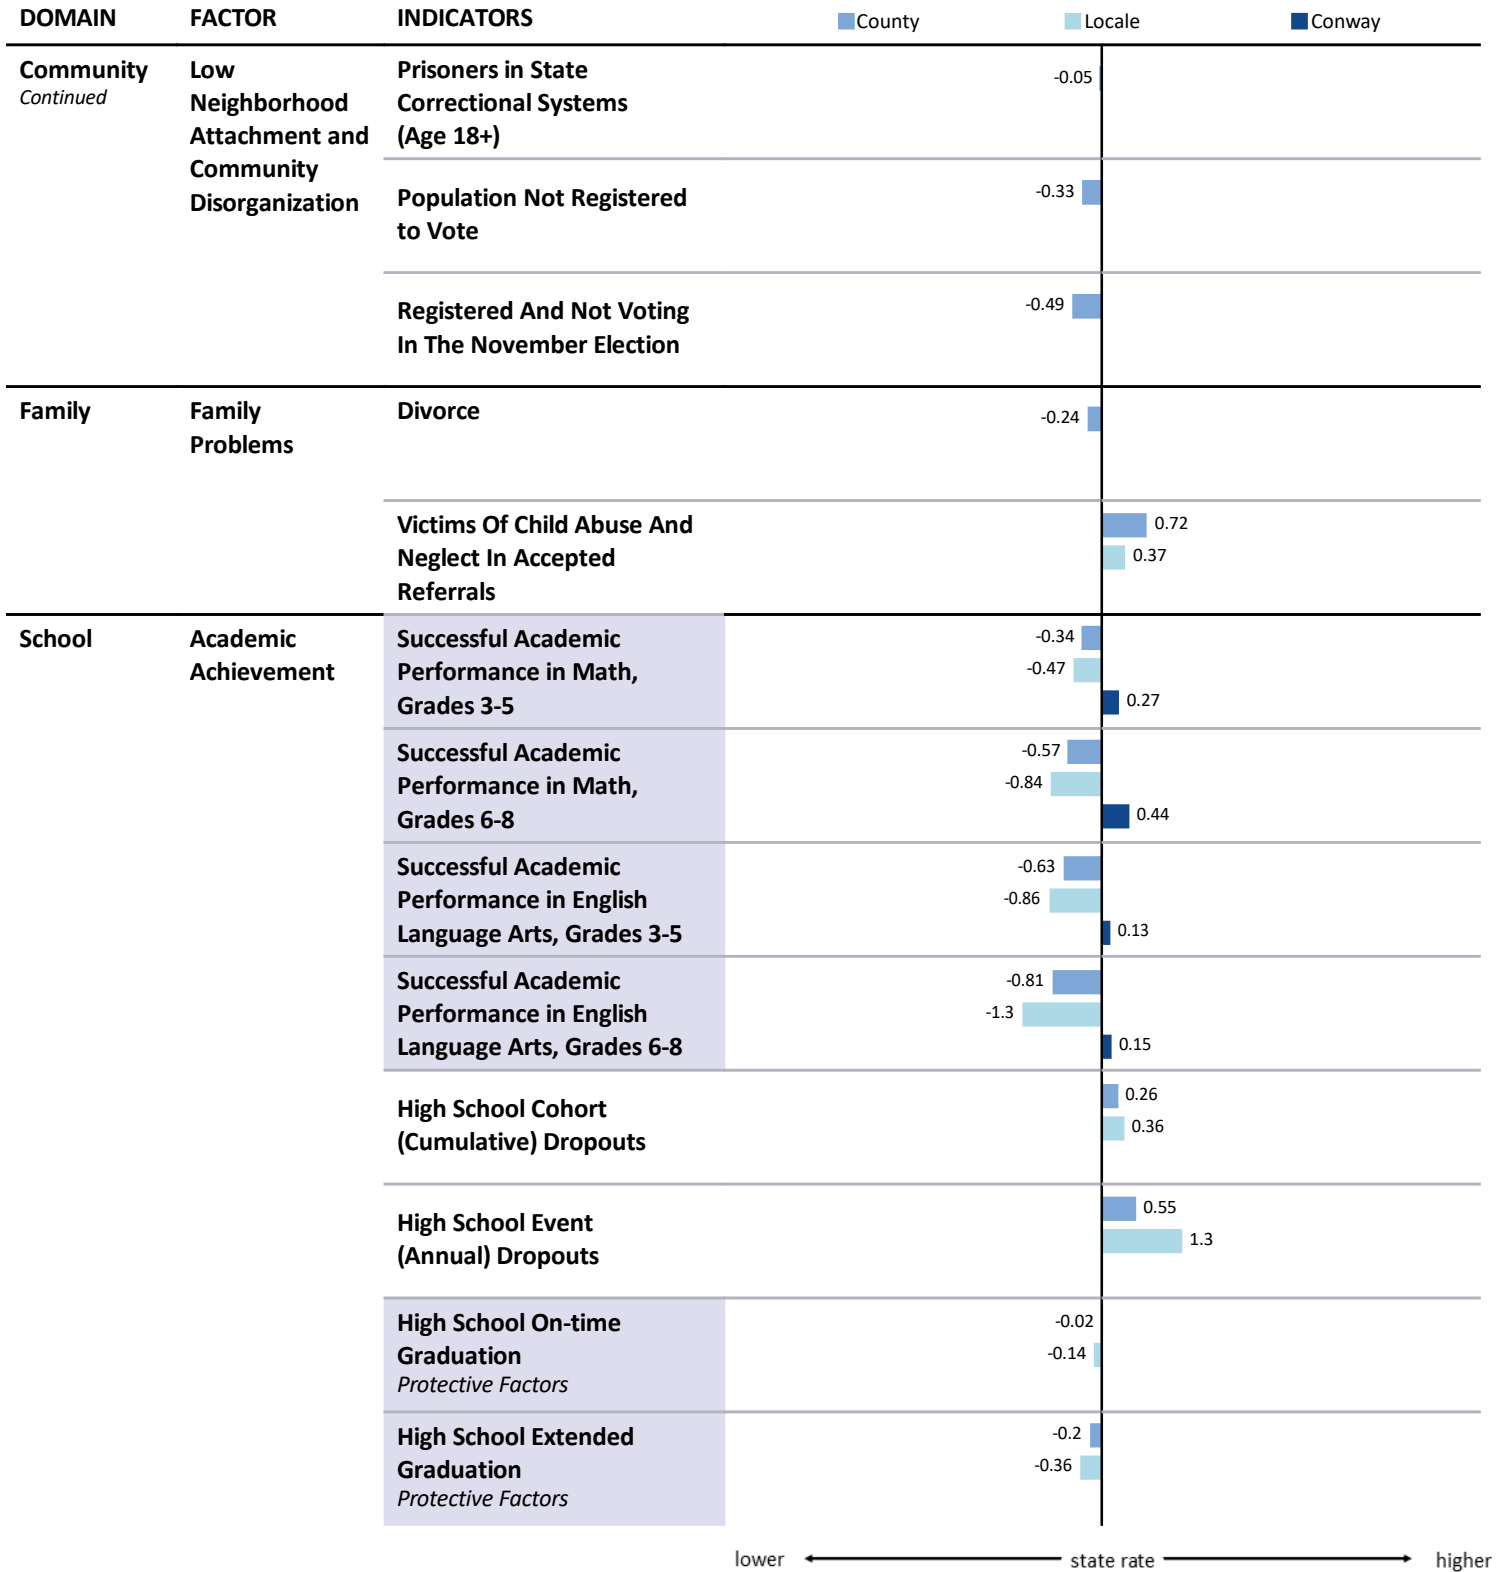 DOMAIN FACTOR INDICATORS County Locale Conway
Community
Continued
Low
Neighborhood
Attachment and
Community
Disorganization
Prisoners in State
Correctional Systems
(Age 18+)
-0.05
Population Not Registered
to Vote
-0.33
Registered And Not Voting
In The November Election
-0.49
Family
Family
Problems
Divorce
-0.24
Victims Of Child Abuse And
Neglect In Accepted
Referrals
0.72
0.37
School
Academic
Achievement
Successful Academic
Performance in Math,
Grades 3-5
-0.34
-0.47
0.27
Successful Academic
Performance in Math,
Grades 6-8
-0.57
-0.84
0.44
Successful Academic
Performance in English
Language Arts, Grades 3-5
-0.63
-0.86
0.13
Successful Academic
Performance in English
Language Arts, Grades 6-8
-0.81
-1.3
0.15
High School Cohort
(Cumulative) Dropouts
0.26
0.36
High School Event
(Annual) Dropouts
0.55
1.3
High School On-time
Graduation
Protective Factors
-0.02
-0.14
High School Extended
Graduation
Protective Factors
-0.2
-0.36
lower state rate higher